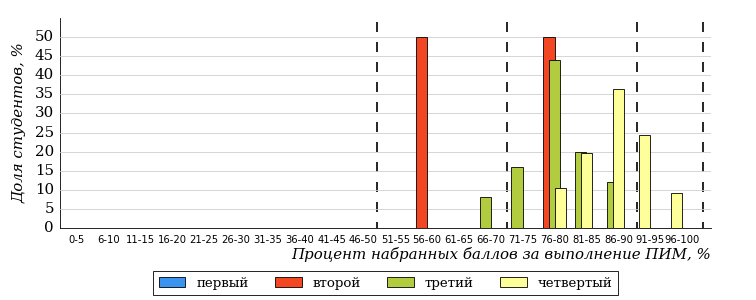 Доля студентов, %
50
45
40
35
30
25
20
15
10
5
0
0-5 6-10 11-15 16-20 21-25 26-30 31-35 36-40 41-45 46-50 51-55 56-60 61-65 66-70 71-75 76-80 81-85 86-90 91-95 96-100
Процент набранных баллов за выполнение ПИМ, %
первый второй третий четвертый